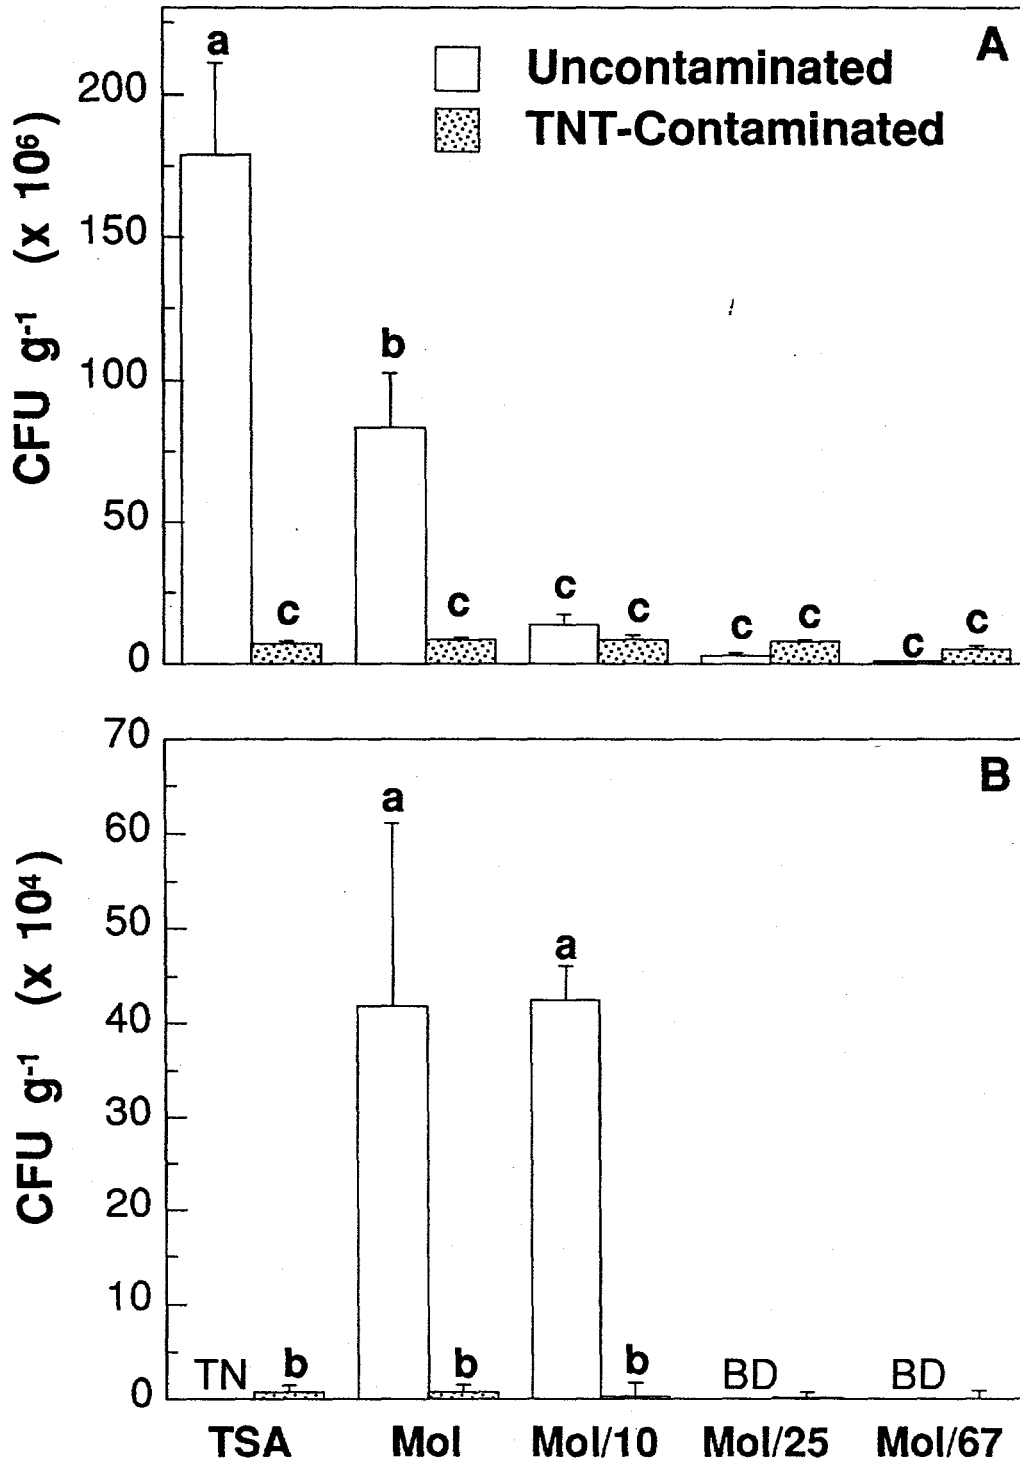 A
a
Uncontaminated
TNT-Contaminated
200
150
100
50
0
CFU g⁻¹ (x 10⁶)
b
c
c
c
c
c
c
c
c
B
70
60
50
40
30
20
10
0
CFU g⁻¹ (x 10⁴)
a
a
TN
b
b
b
BD
BD
TSA
Mol
Mol/10
Mol/25
Mol/67